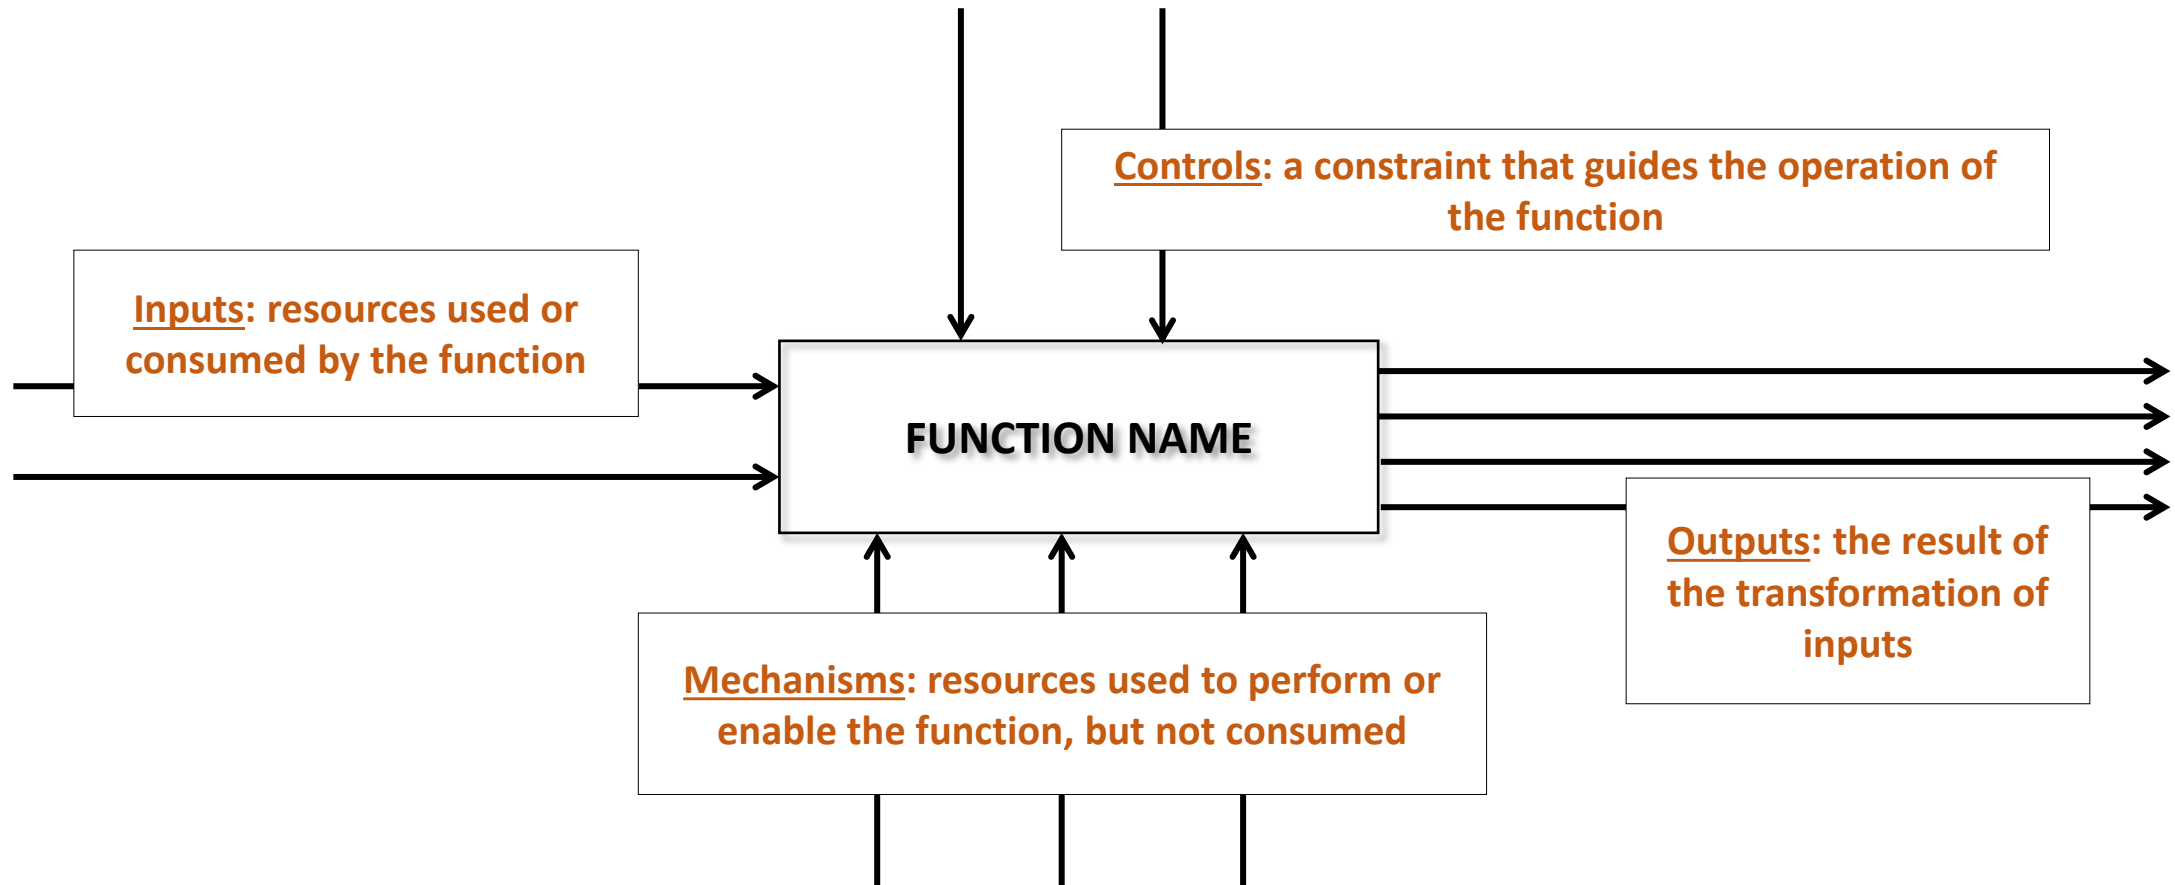 Controls: a constraint that guides the operation of
the function
Inputs: resources used or
consumed by the function
FUNCTION NAME
Outputs: the result of
the transformation of
inputs
Mechanisms: resources used to perform or
enable the function, but not consumed